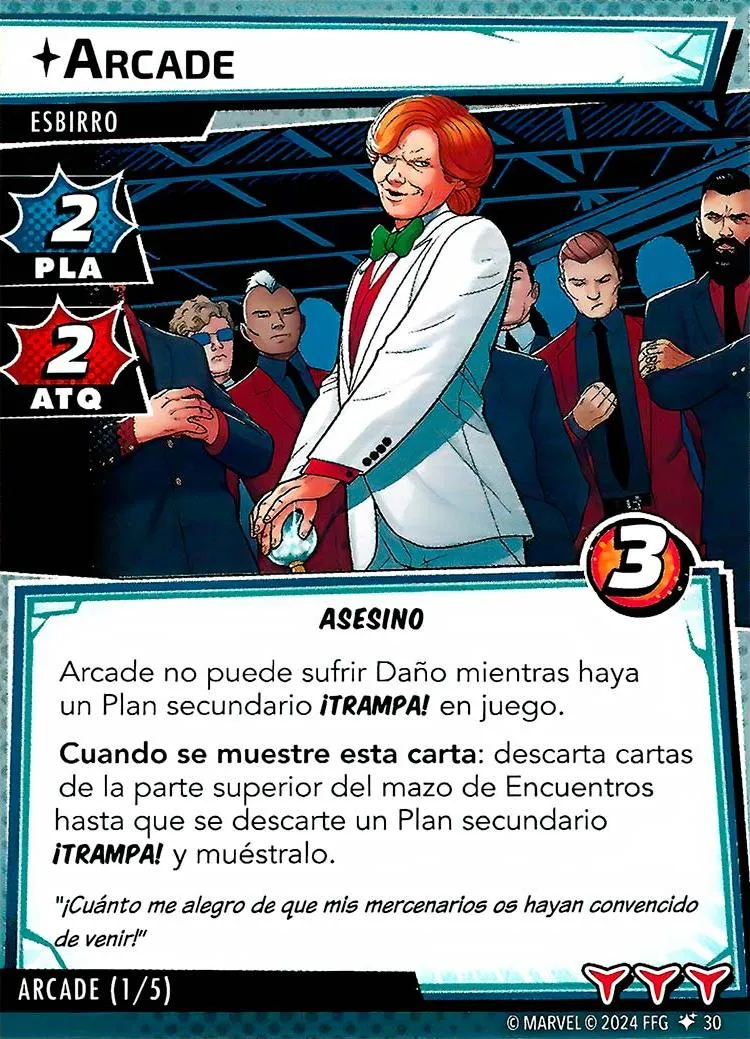 ARCADE
ESBIRRO
2
PLA
2
ATQ
3
ASESINO
Arcade no puede sufrir Daño mientras haya
un Plan secundario ¡TRAMPA! en juego.
Cuando se muestre esta carta: descarta cartas
de la parte superior del mazo de Encuentros
hasta que se descarte un Plan secundario
¡TRAMPA! y muéstralo.
"¡Cuánto me alegro de que mis mercenarios os hayan convencido
de venir!"
ARCADE (1/5)
© MARVEL © 2024 FFG 30